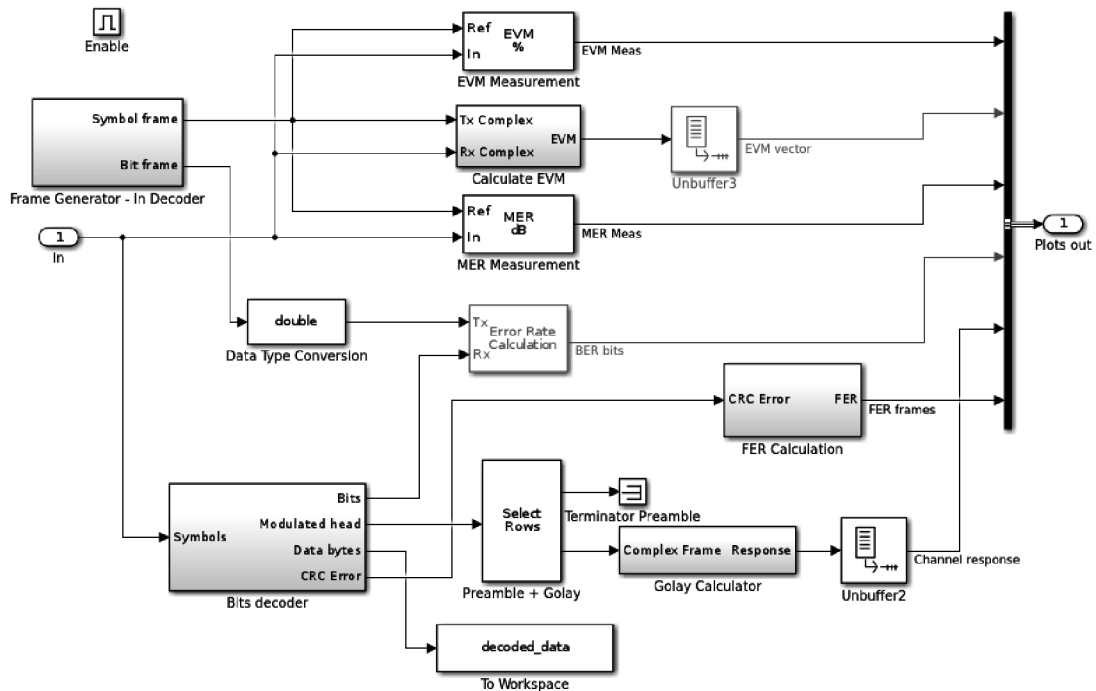 Enable
Ref
EVM
%
In
EVM Measurement
EVM Meas
Symbol frame
Bit frame
Frame Generator - In Decoder
Tx Complex
Rx Complex
EVM
Calculate EVM
Unbuffer3
EVM vector
1
In
Ref
MER
dB
In
MER Measurement
MER Meas
1
Plots out
double
Data Type Conversion
Tx
Error Rate
Calculation
Rx
BER bits
CRC Error
FER
FER Calculation
FER frames
Symbols
Bits
Modulated head
Data bytes
CRC Error
Bits decoder
Select
Rows
Preamble + Golay
Terminator Preamble
Complex Frame
Response
Golay Calculator
Unbuffer2
Channel response
decoded_data
To Workspace